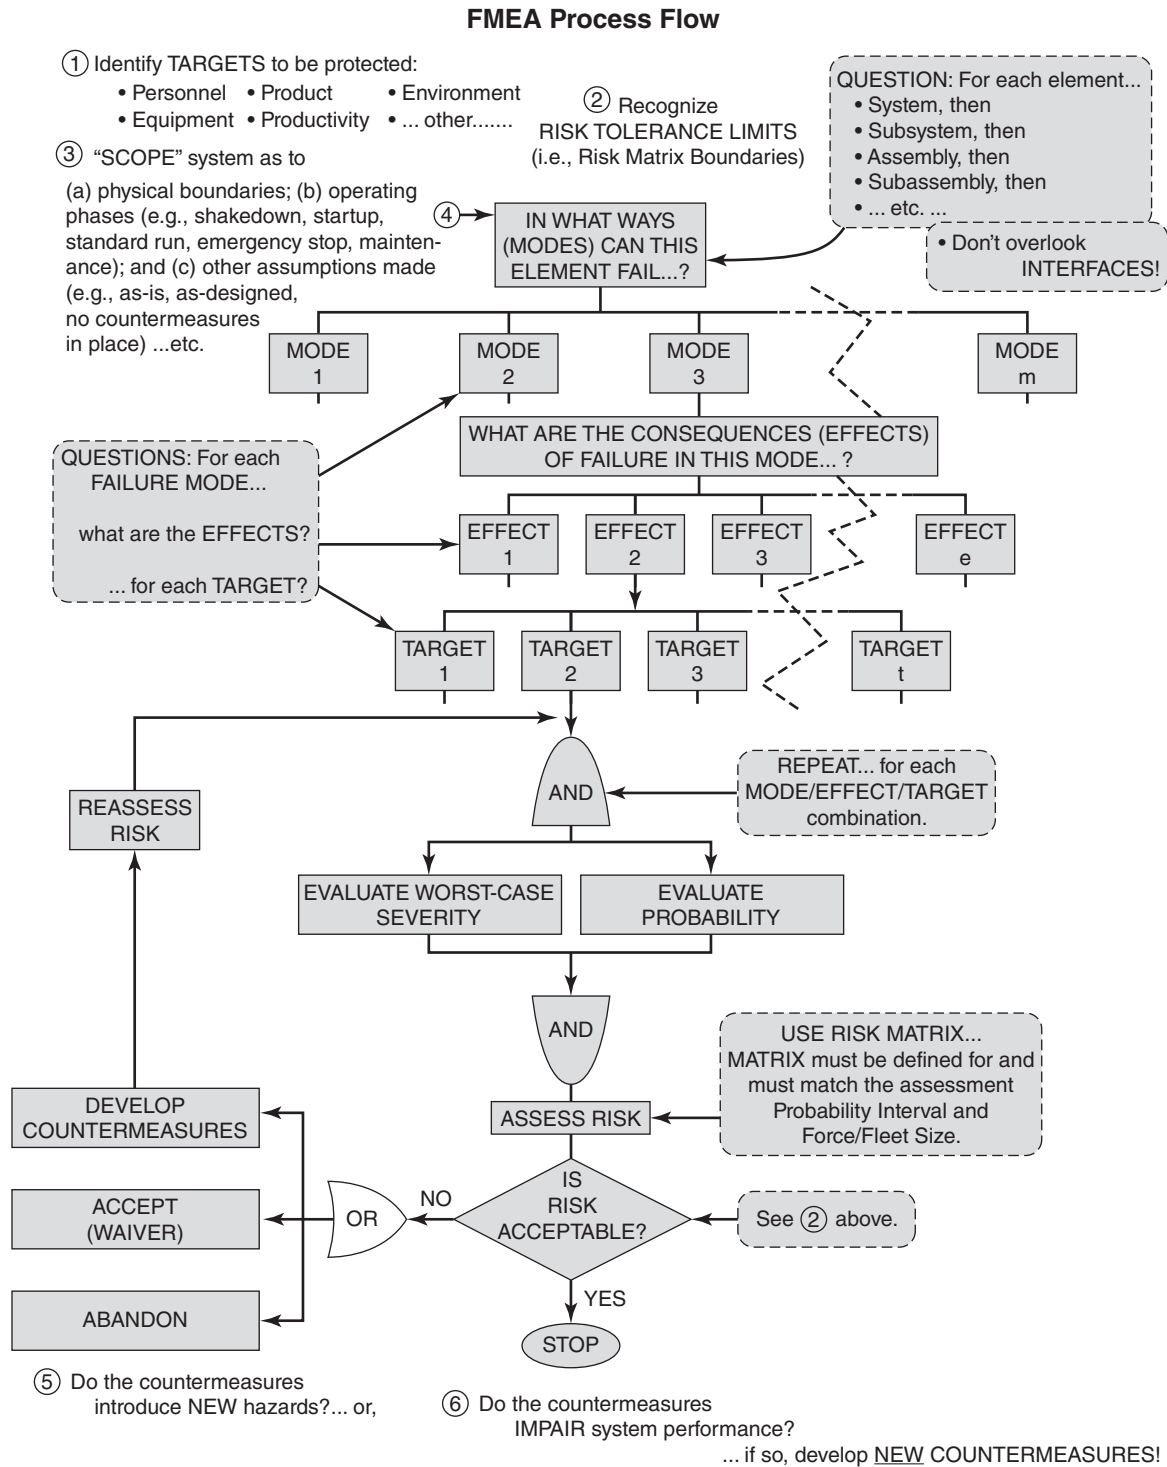 FMEA Process Flow
① Identify TARGETS to be protected:
• Personnel • Product • Environment
• Equipment • Productivity • ... other.......
② Recognize
RISK TOLERANCE LIMITS
(i.e., Risk Matrix Boundaries)
QUESTION: For each element...
• System, then
• Subsystem, then
• Assembly, then
• Subassembly, then
• ... etc. ...
• Don’t overlook
INTERFACES!
③ “SCOPE” system as to
(a) physical boundaries; (b) operating
phases (e.g., shakedown, startup,
standard run, emergency stop, mainten-
ance); and (c) other assumptions made
(e.g., as-is, as-designed,
no countermeasures
in place) ...etc.
④
IN WHAT WAYS
(MODES) CAN THIS
ELEMENT FAIL...?
MODE
1
MODE
2
MODE
3
MODE
m
WHAT ARE THE CONSEQUENCES (EFFECTS)
OF FAILURE IN THIS MODE... ?
QUESTIONS: For each
FAILURE MODE...
what are the EFFECTS?
... for each TARGET?
EFFECT
1
EFFECT
2
EFFECT
3
EFFECT
e
TARGET
1
TARGET
2
TARGET
3
TARGET
t
AND
REPEAT... for each
MODE/EFFECT/TARGET
combination.
REASSESS
RISK
EVALUATE WORST-CASE
SEVERITY
EVALUATE
PROBABILITY
AND
USE RISK MATRIX...
MATRIX must be defined for and
must match the assessment
Probability Interval and
Force/Fleet Size.
ASSESS RISK
DEVELOP
COUNTERMEASURES
IS
RISK
ACCEPTABLE?
NO
OR
ACCEPT
(WAIVER)
See ② above.
ABANDON
YES
STOP
⑤ Do the countermeasures
introduce NEW hazards?... or,
⑥ Do the countermeasures
IMPAIR system performance?
... if so, develop NEW COUNTERMEASURES!